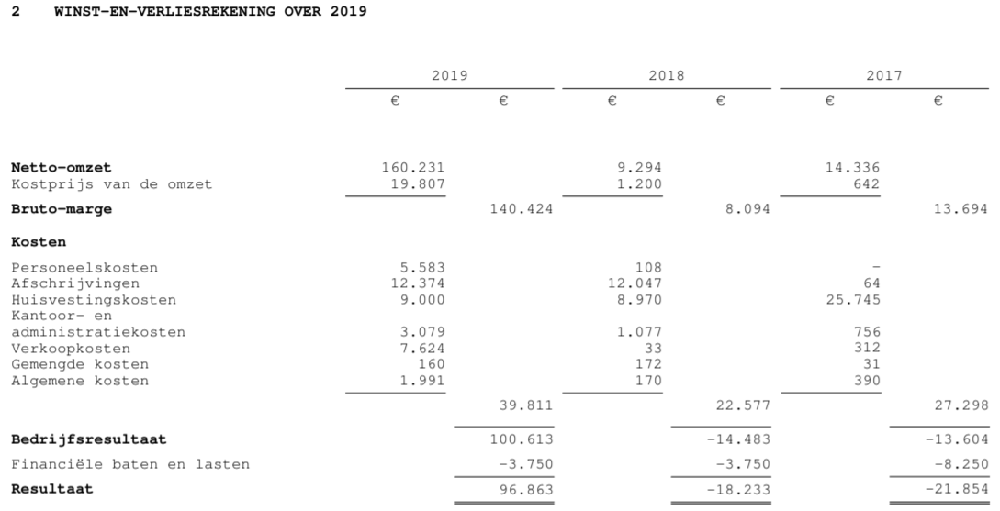 2 WINST-EN-VERLIESREKENING OVER 2019
2019 2018 2017
€ € € € € €
Netto-omzet 160.231 9.294 14.336
Kostprijs van de omzet 19.807 1.200 642
Bruto-marge 140.424 8.094 13.694
Kosten
Personeelskosten 5.583 108 -
Afschrijvingen 12.374 12.047 64
Huisvestingskosten 9.000 8.970 25.745
Kantoor- en
administratiekosten 3.079 1.077 756
Verkoopkosten 7.624 33 312
Gemengde kosten 160 172 31
Algemene kosten 1.991 170 390
39.811 22.577 27.298
Bedrijfsresultaat 100.613 -14.483 -13.604
Financiële baten en lasten -3.750 -3.750 -8.250
Resultaat 96.863 -18.233 -21.854